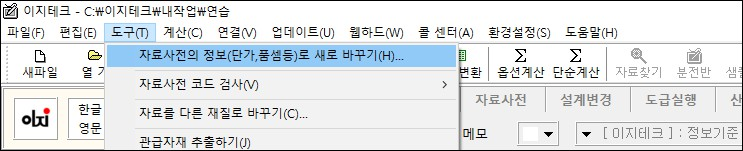 이지테크 - C:₩이지테크₩내작업₩연습
파일(F) 편집(E) 도구(T) 계산(C) 연결(V) 업데이트(U) 웹하드(W) 콜 센터(A) 환경설정(S) 도움말(H)
새파일 열 기
자료사전의 정보(단가,품셈등)로 새로 바꾸기(H)...
변환 옵션계산 단순계산 자료찾기 분전반 샘플
자료사전 코드 검사(V)
자료사전 설계변경 도급실행 산
이지 한글 영문
자료를 다른 재질로 바꾸기(C)...
메모 [ 이지테크 ] : 정보기준
관급자재 추출하기(J)